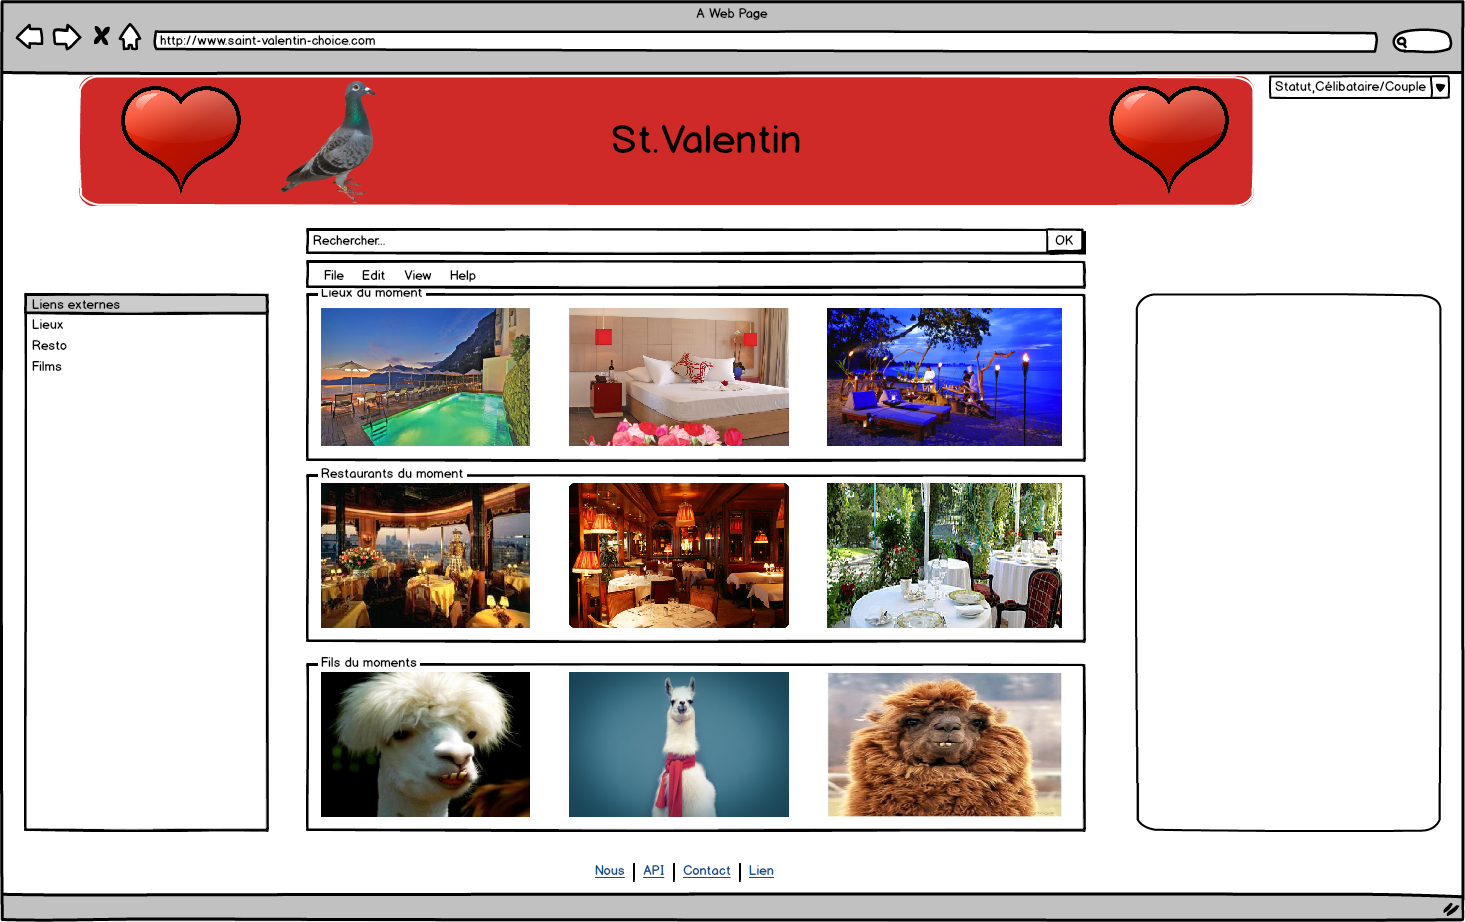 A Web Page
http://www.saint-valentin-choice.com
Statut,Célibataire/Couple
St.Valentin
Rechercher...
OK
File Edit View Help
Liens externes
Lieux
Resto
Films
Lieux du moment
Restaurants du moment
Fils du moments
Nous API Contact Lien